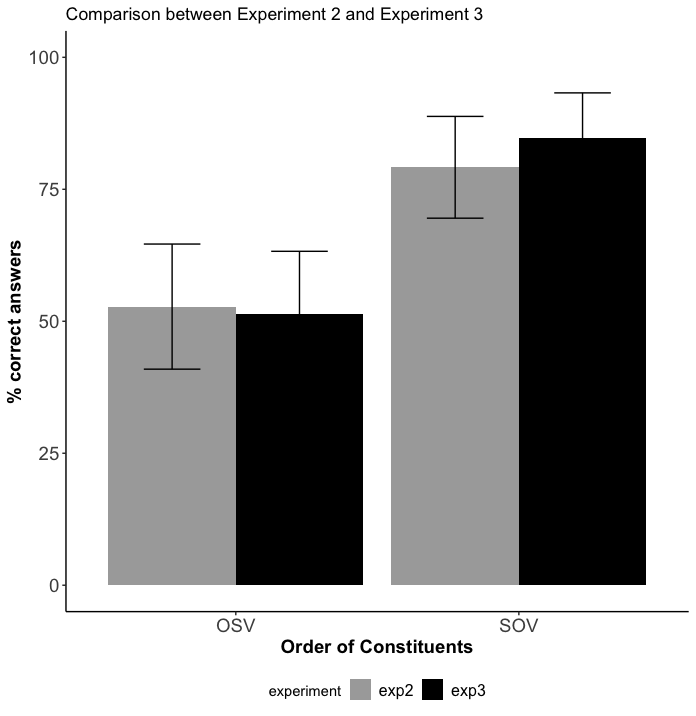 Comparison between Experiment 2 and Experiment 3
100
75
50
25
0
% correct answers
OSV SOV
Order of Constituents
experiment exp2 exp3